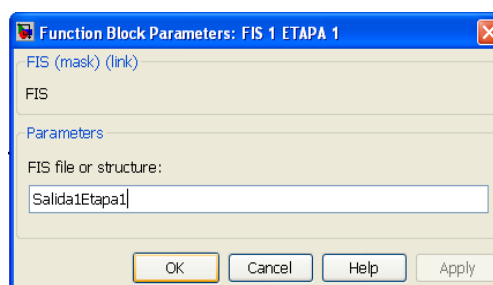 Function Block Parameters: FIS 1 ETAPA 1
FIS (mask) (link)
FIS
Parameters
FIS file or structure:
Salida1Etapa1
OK Cancel Help Apply